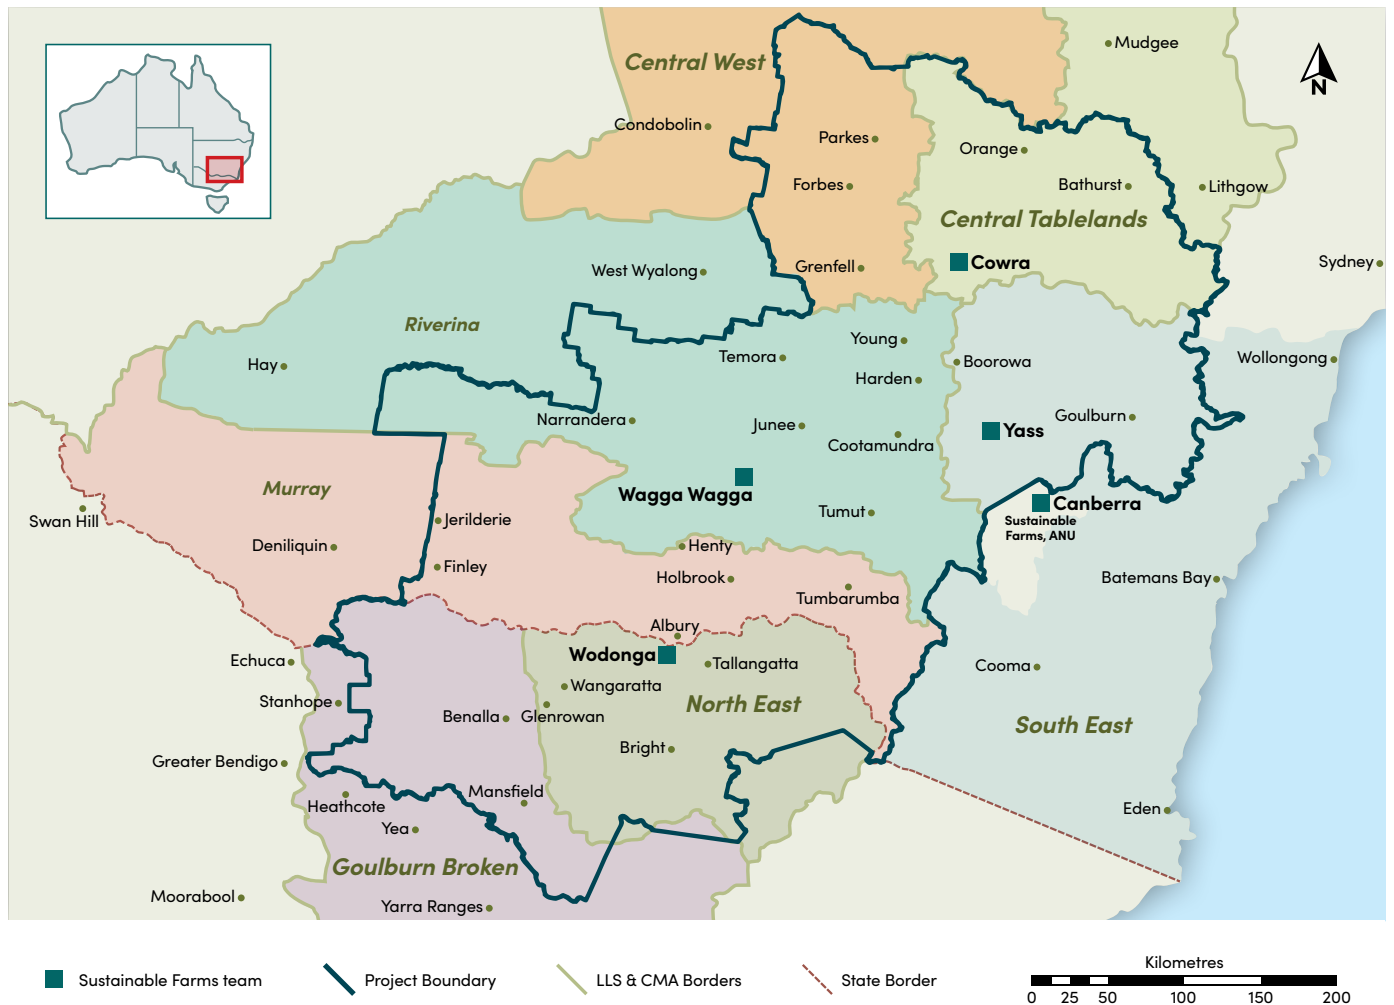 Mudgee
Central West
N
Condobolin
Parkes
Orange
Forbes
Bathurst
Lithgow
Central Tablelands
Cowra
Sydney
Grenfell
West Wyalong
Riverina
Young
Temora
Boorowa
Wollongong
Hay
Harden
Narrandera
Junee
Goulburn
Yass
Cootamundra
Murray
Wagga Wagga
Canberra
Sustainable
Farms, ANU
Swan Hill
Jerilderie
Tumut
Deniliquin
Henty
Finley
Holbrook
Batemans Bay
Tumbarumba
Albury
Wodonga
Echuca
Tallangatta
Cooma
Wangaratta
Stanhope
North East
Benalla
Glenrowan
South East
Bright
Greater Bendigo
Mansfield
Heathcote
Eden
Yea
Goulburn Broken
Moorabool
Yarra Ranges
Sustainable Farms team
Project Boundary
LLS & CMA Borders
State Border
Kilometres
0 25 50 100 150 200